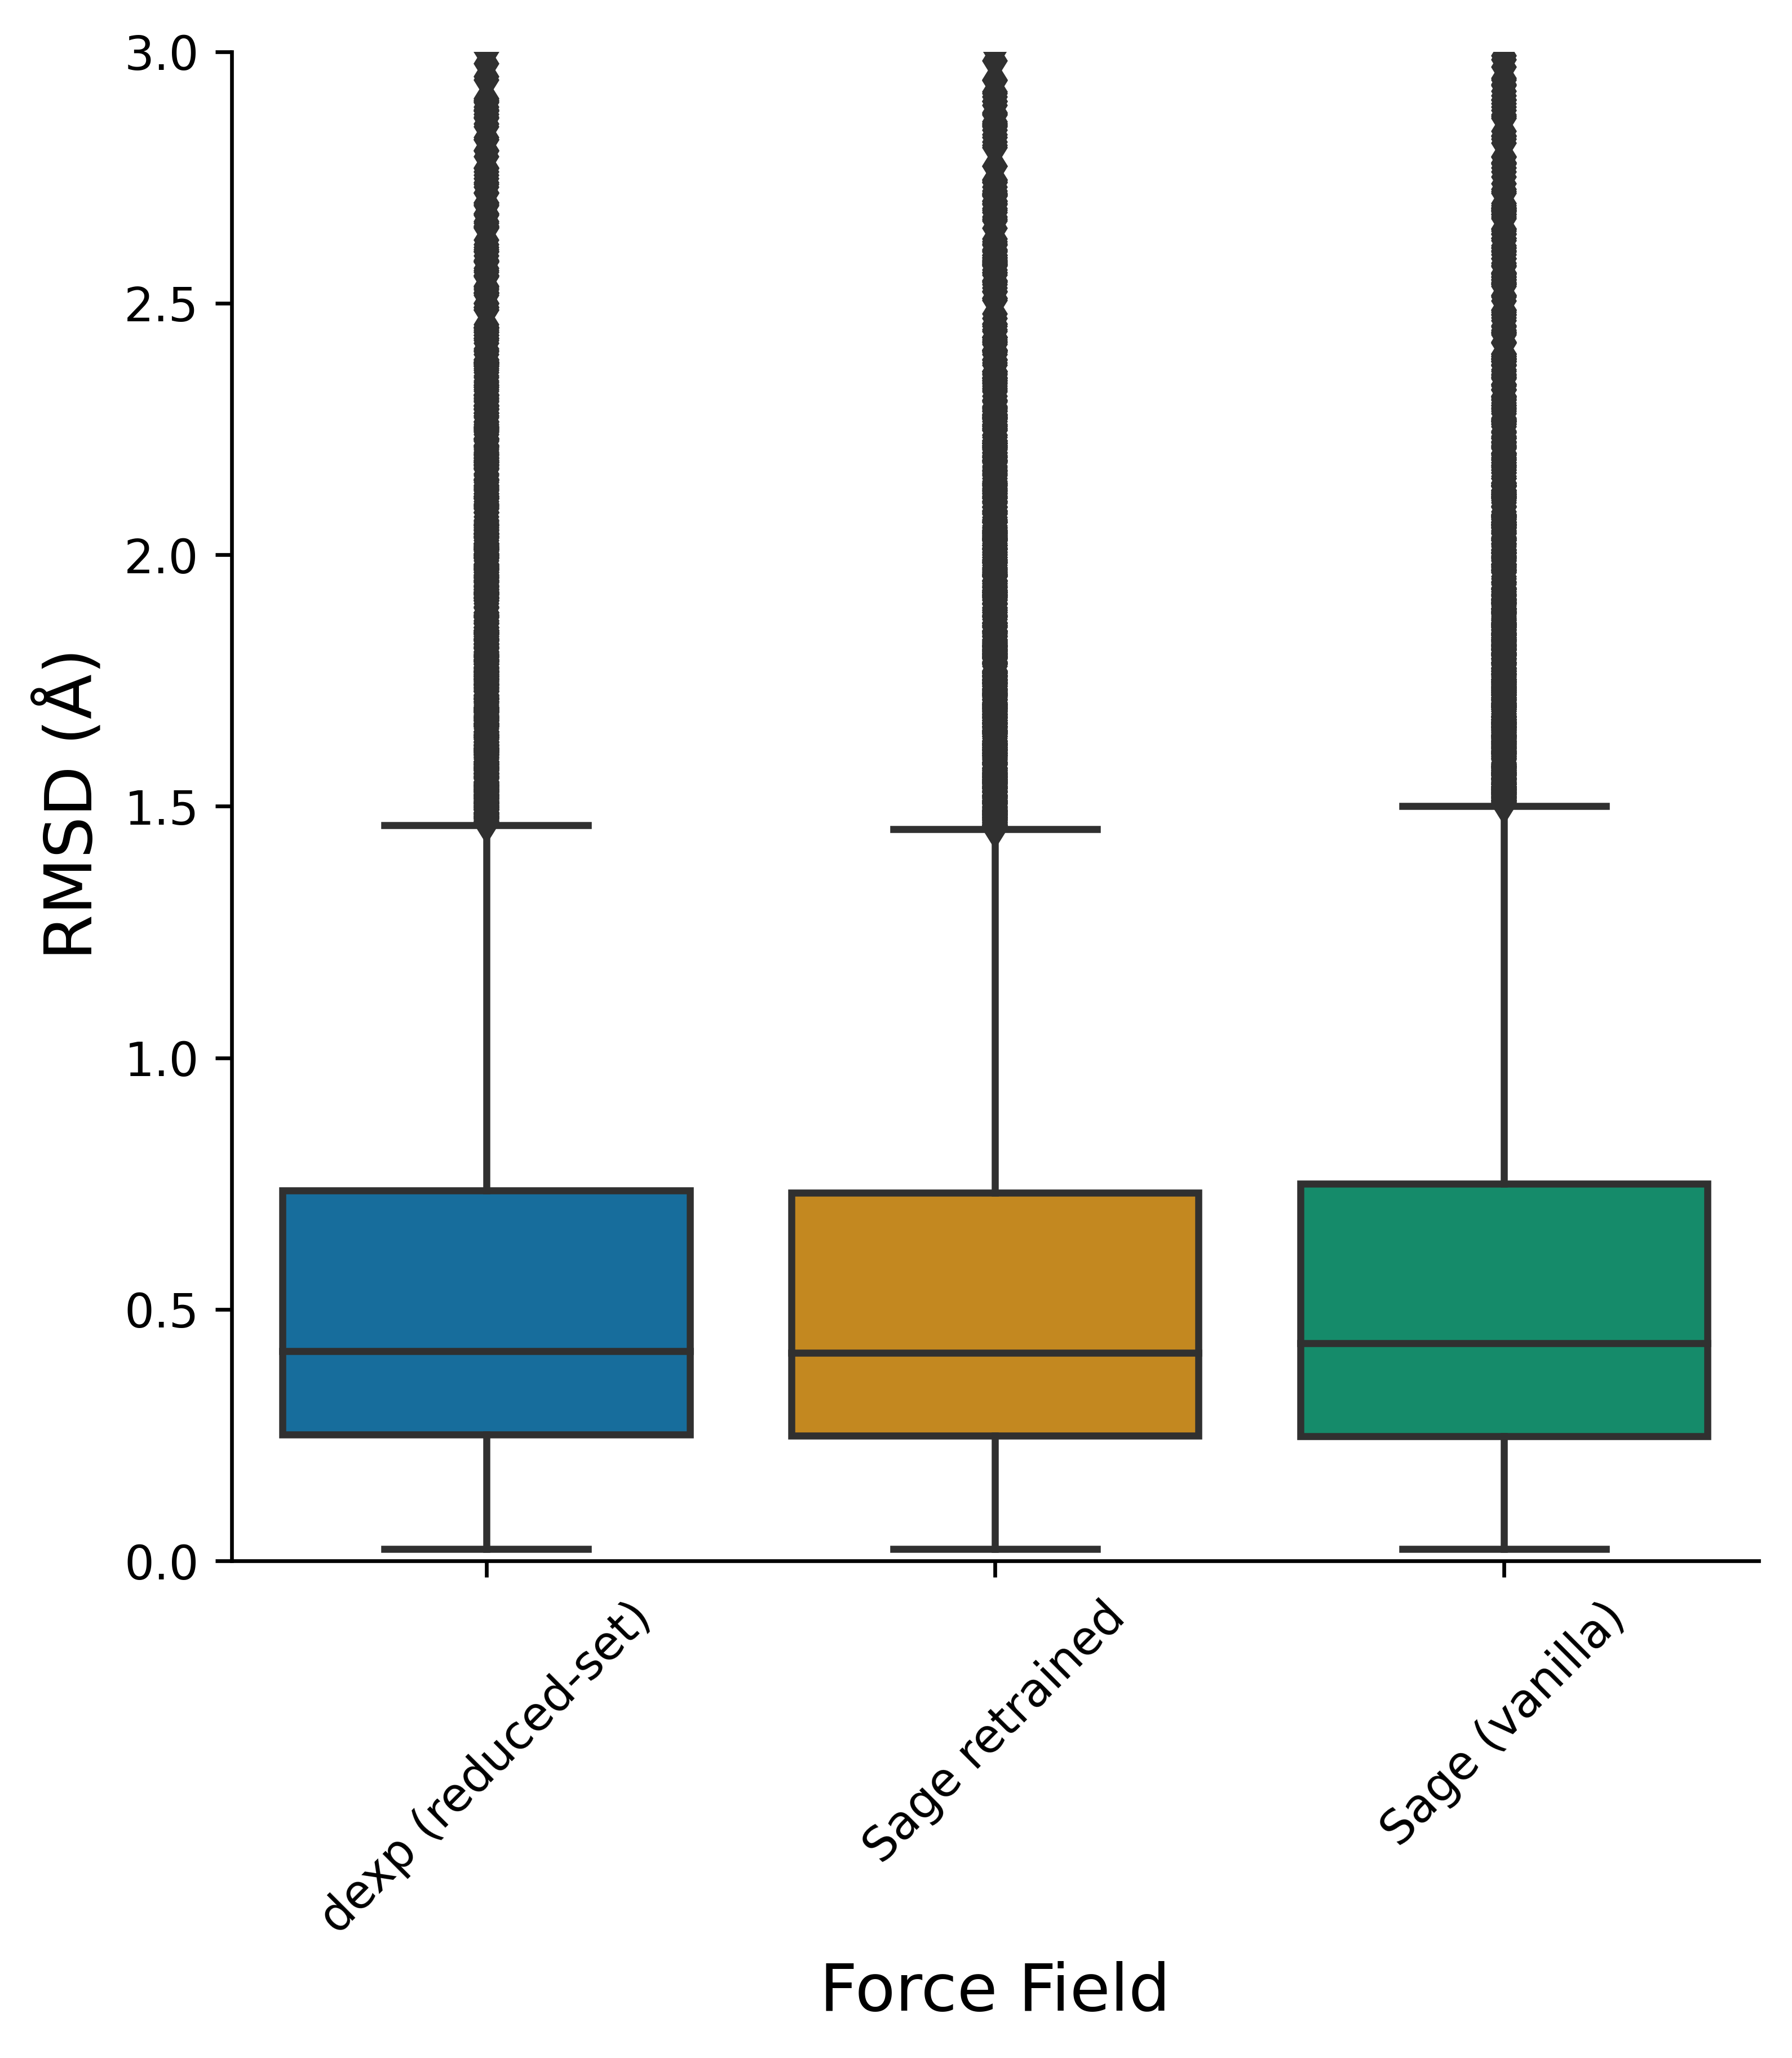 3.0
2.5
2.0
1.5
1.0
0.5
0.0
RMSD (Å)
dexp (reduced-set)
Sage retrained
Sage (vanilla)
Force Field